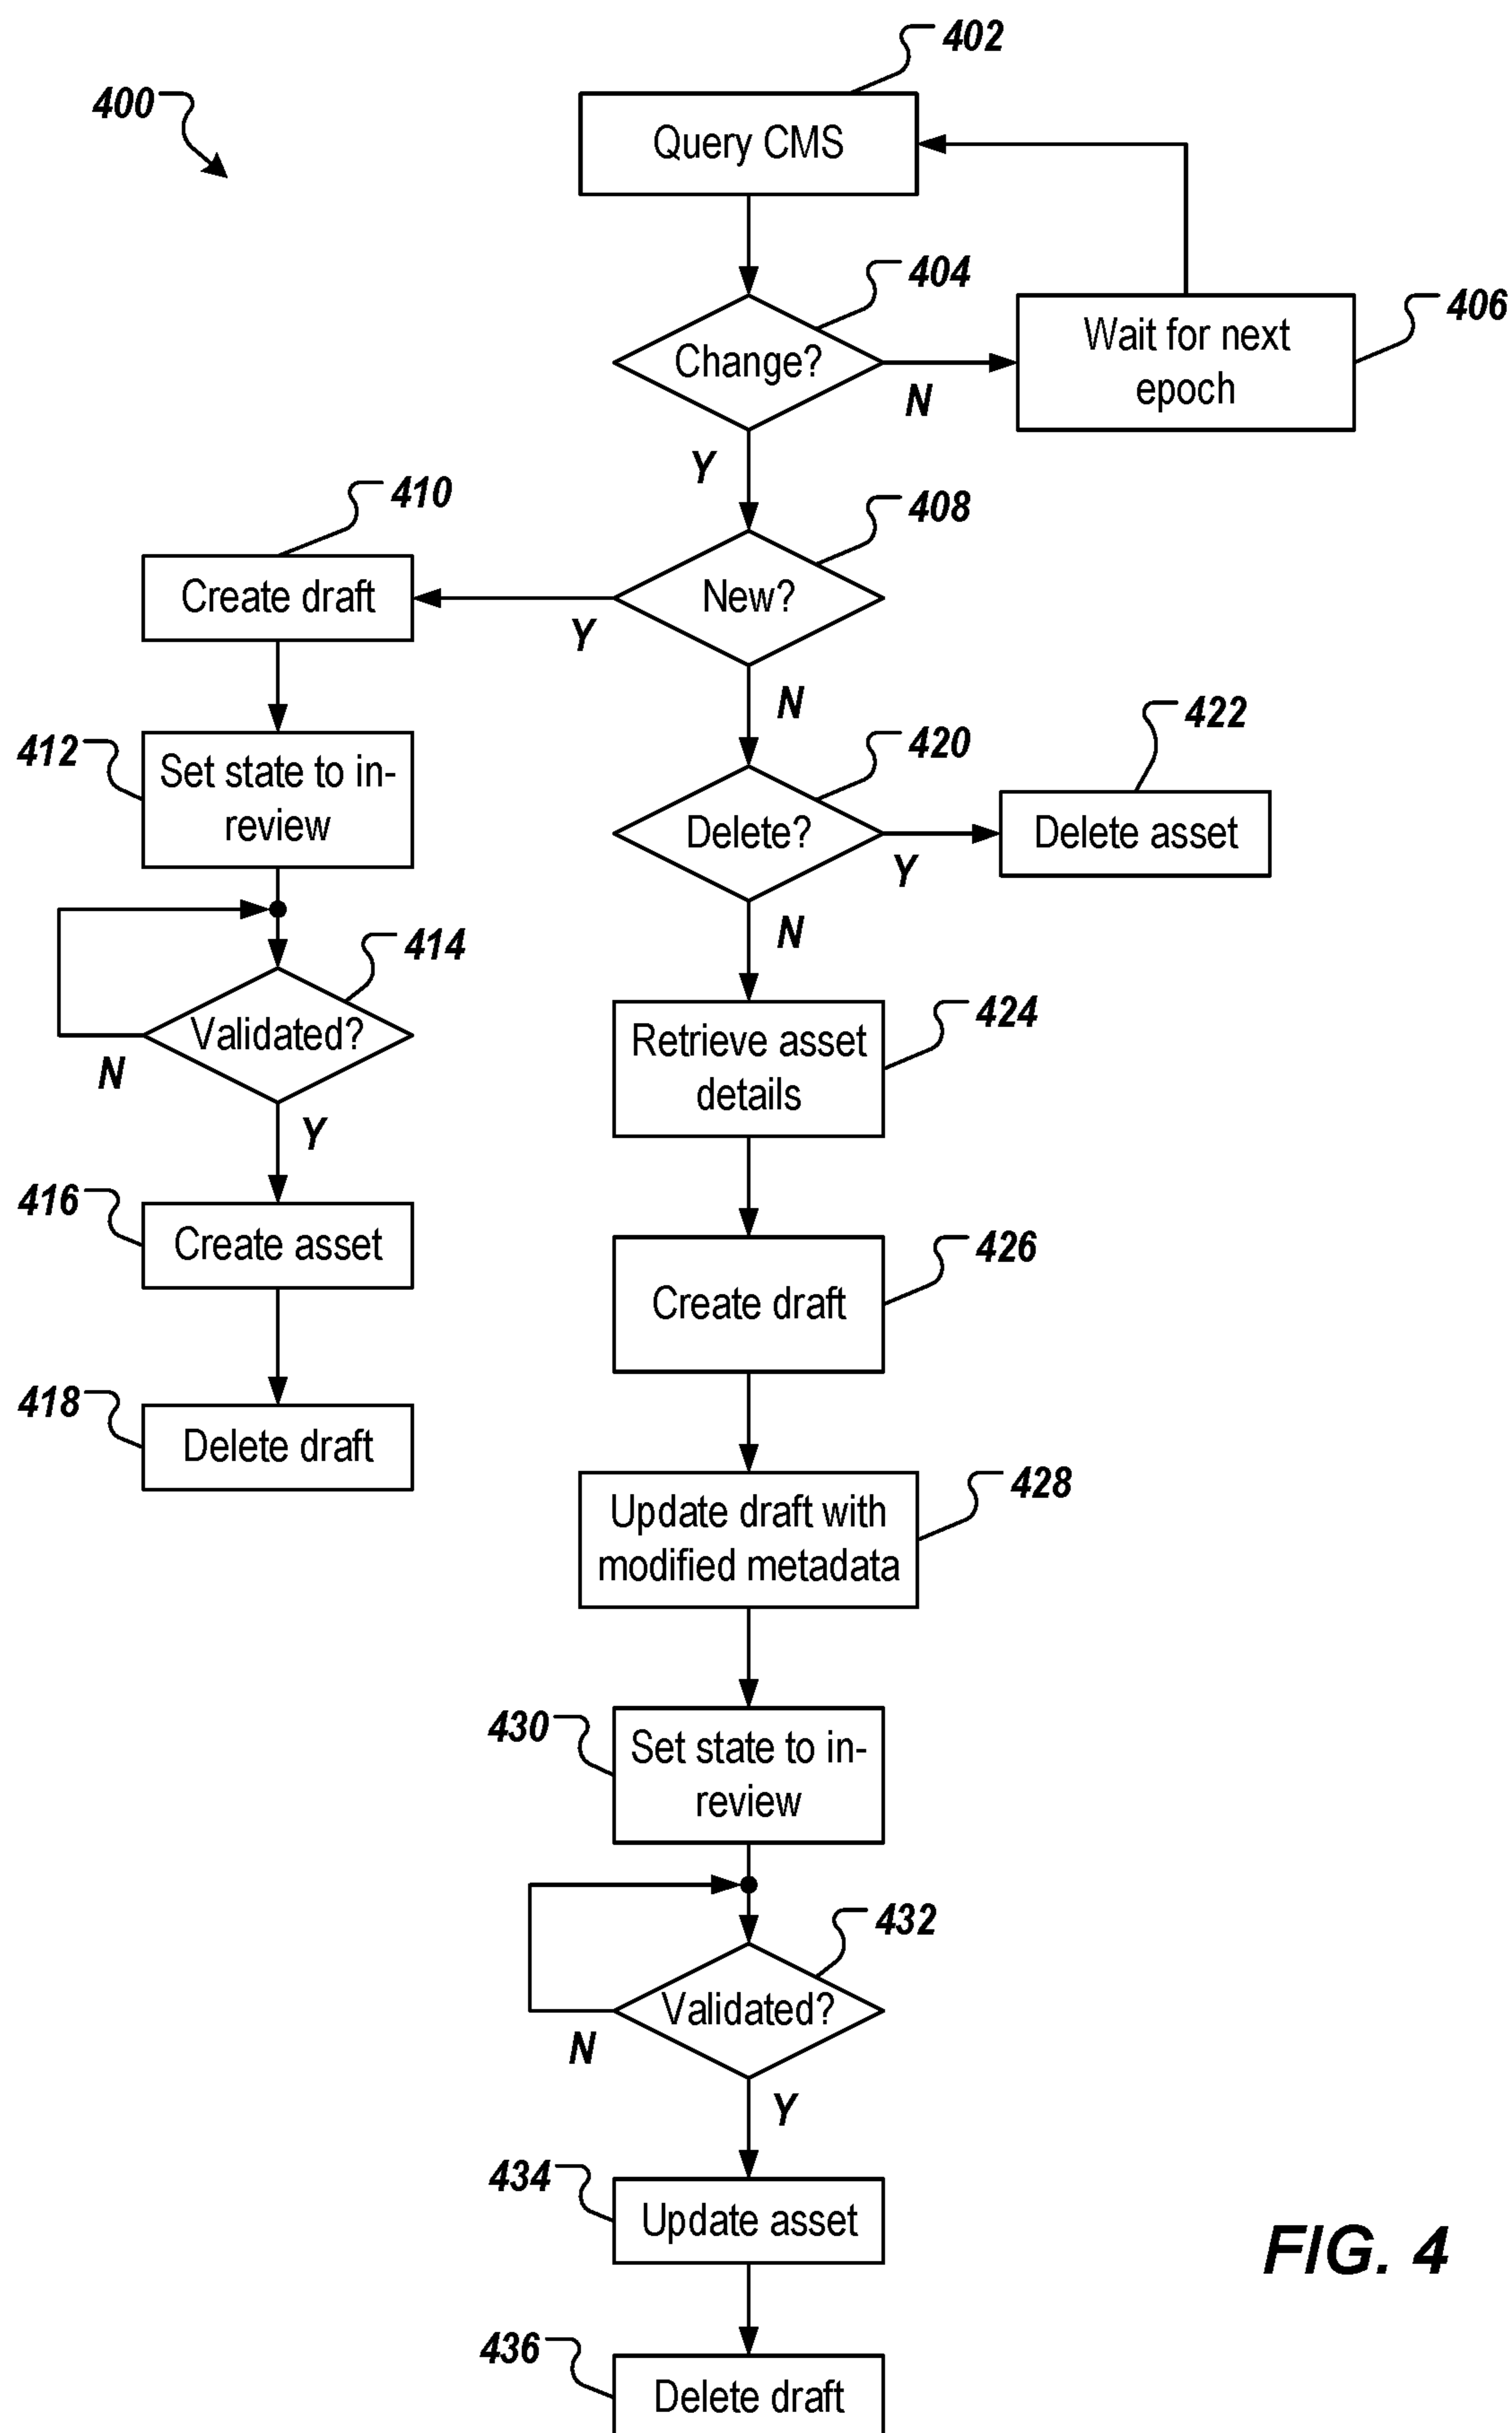 402
400
Query CMS
404
406
Change?
Wait for next
epoch
N
Y
410
408
Create draft
New?
Y
N
412
422
420
Set state to in-
review
Delete?
Delete asset
Y
N
414
Validated?
N
424
Retrieve asset
details
Y
416
Create asset
426
Create draft
418
Delete draft
428
Update draft with
modified metadata
430
Set state to in-
review
432
Validated?
N
Y
434
Update asset
FIG. 4
436
Delete draft